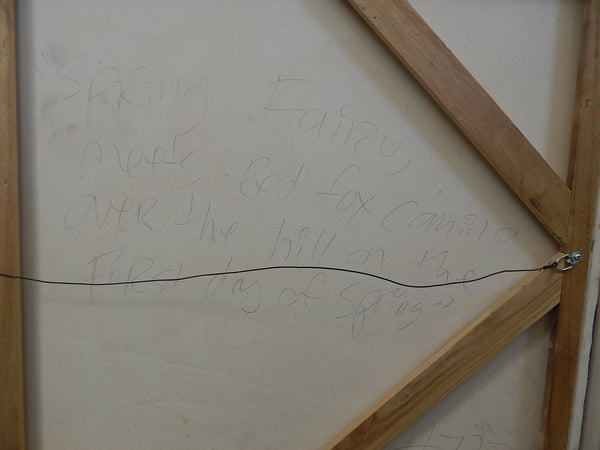 "Spring Fairy
meets Red fox Coming
over the hill on the
First day of Spring"